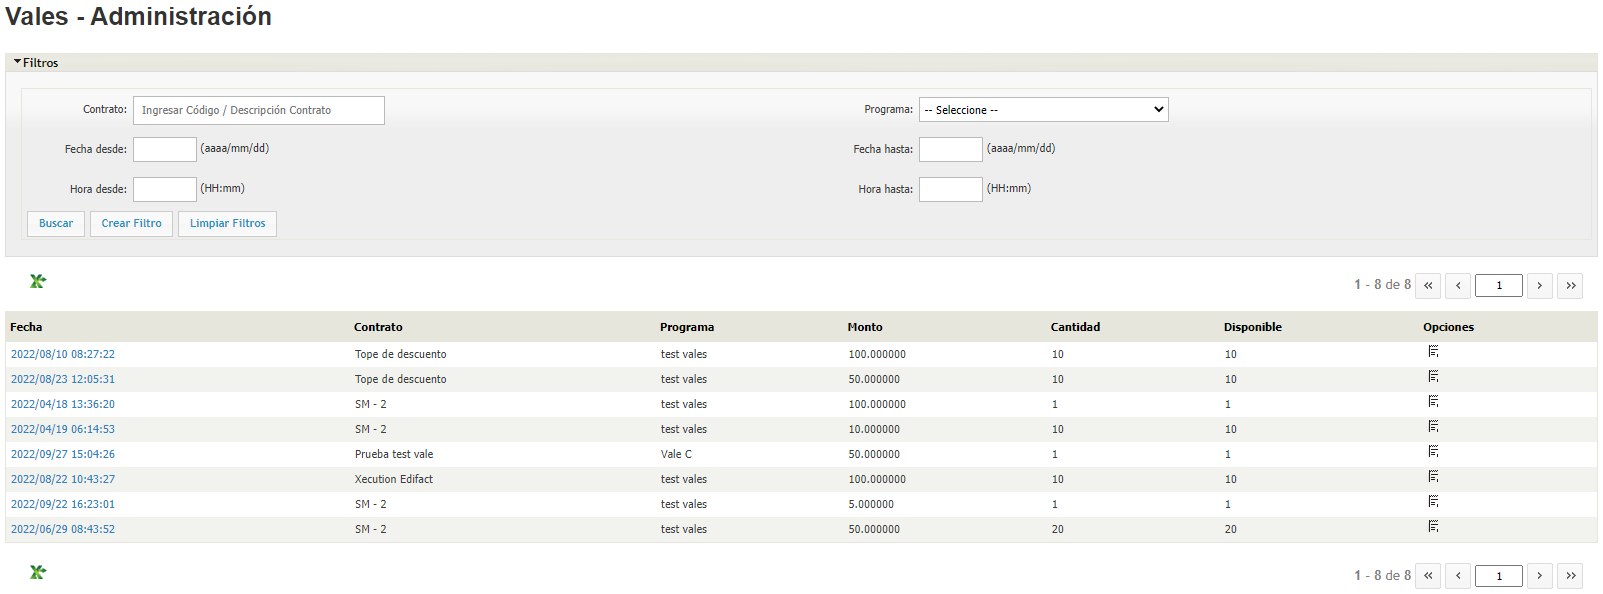 Vales - Administración
Filtros
Contrato: Ingresar Código / Descripción Contrato Programa: -- Seleccione --
Fecha desde: (aaaa/mm/dd) Fecha hasta: (aaaa/mm/dd)
Hora desde: (HH:mm) Hora hasta: (HH:mm)
Buscar Crear Filtro Limpiar Filtros
1 - 8 de 8 « ‹ 1 › »
Fecha Contrato Programa Monto Cantidad Disponible Opciones
2022/08/10 08:27:22 Tope de descuento test vales 100.000000 10 10
2022/08/23 12:05:31 Tope de descuento test vales 50.000000 10 10
2022/04/18 13:36:20 SM - 2 test vales 100.000000 1 1
2022/04/19 06:14:53 SM - 2 test vales 10.000000 10 10
2022/09/27 15:04:26 Prueba test vale Vale C 50.000000 1 1
2022/08/22 10:43:27 Xecution Edifact test vales 100.000000 10 10
2022/09/22 16:23:01 SM - 2 test vales 5.000000 1 1
2022/06/29 08:43:52 SM - 2 test vales 50.000000 20 20
1 - 8 de 8 « ‹ 1 › »